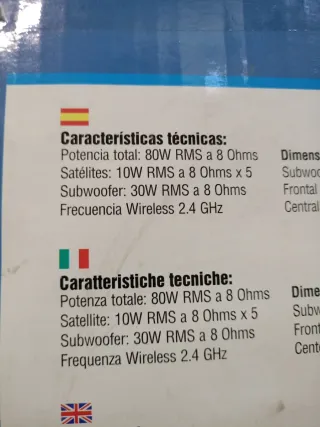 Características técnicas:
Potencia total: 80W RMS a 8 Ohms
Satélites: 10W RMS a 8 Ohms x 5
Subwoofer: 30W RMS a 8 Ohms
Frecuencia Wireless 2.4 GHz
Frontal
Central
Caratteristiche tecniche:
Potenza totale: 80W RMS a 8 Ohms
Satellite: 10W RMS a 8 Ohms x 5
Subwoofer: 30W RMS a 8 Ohms
Frequenza Wireless 2.4 GHz